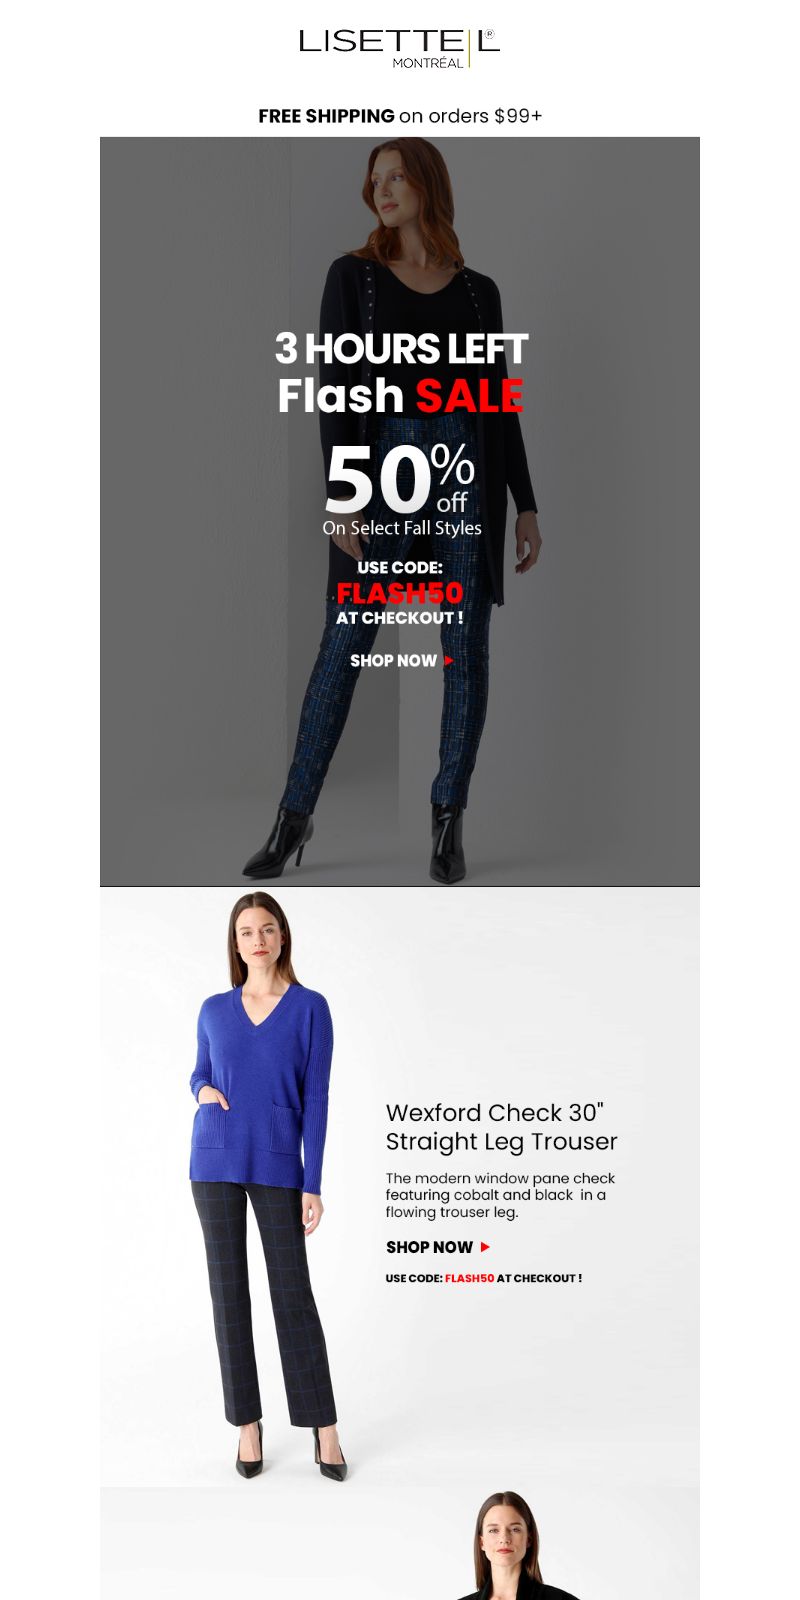 LISETTE L®
MONTRÉAL
FREE SHIPPING on orders $99+
3 HOURS LEFT
Flash SALE
50% off
On Select Fall Styles
USE CODE:
FLASH50
AT CHECKOUT !
SHOP NOW
Wexford Check 30"
Straight Leg Trouser
The modern window pane check
featuring cobalt and black in a
flowing trouser leg.
SHOP NOW
USE CODE: FLASH50 AT CHECKOUT !